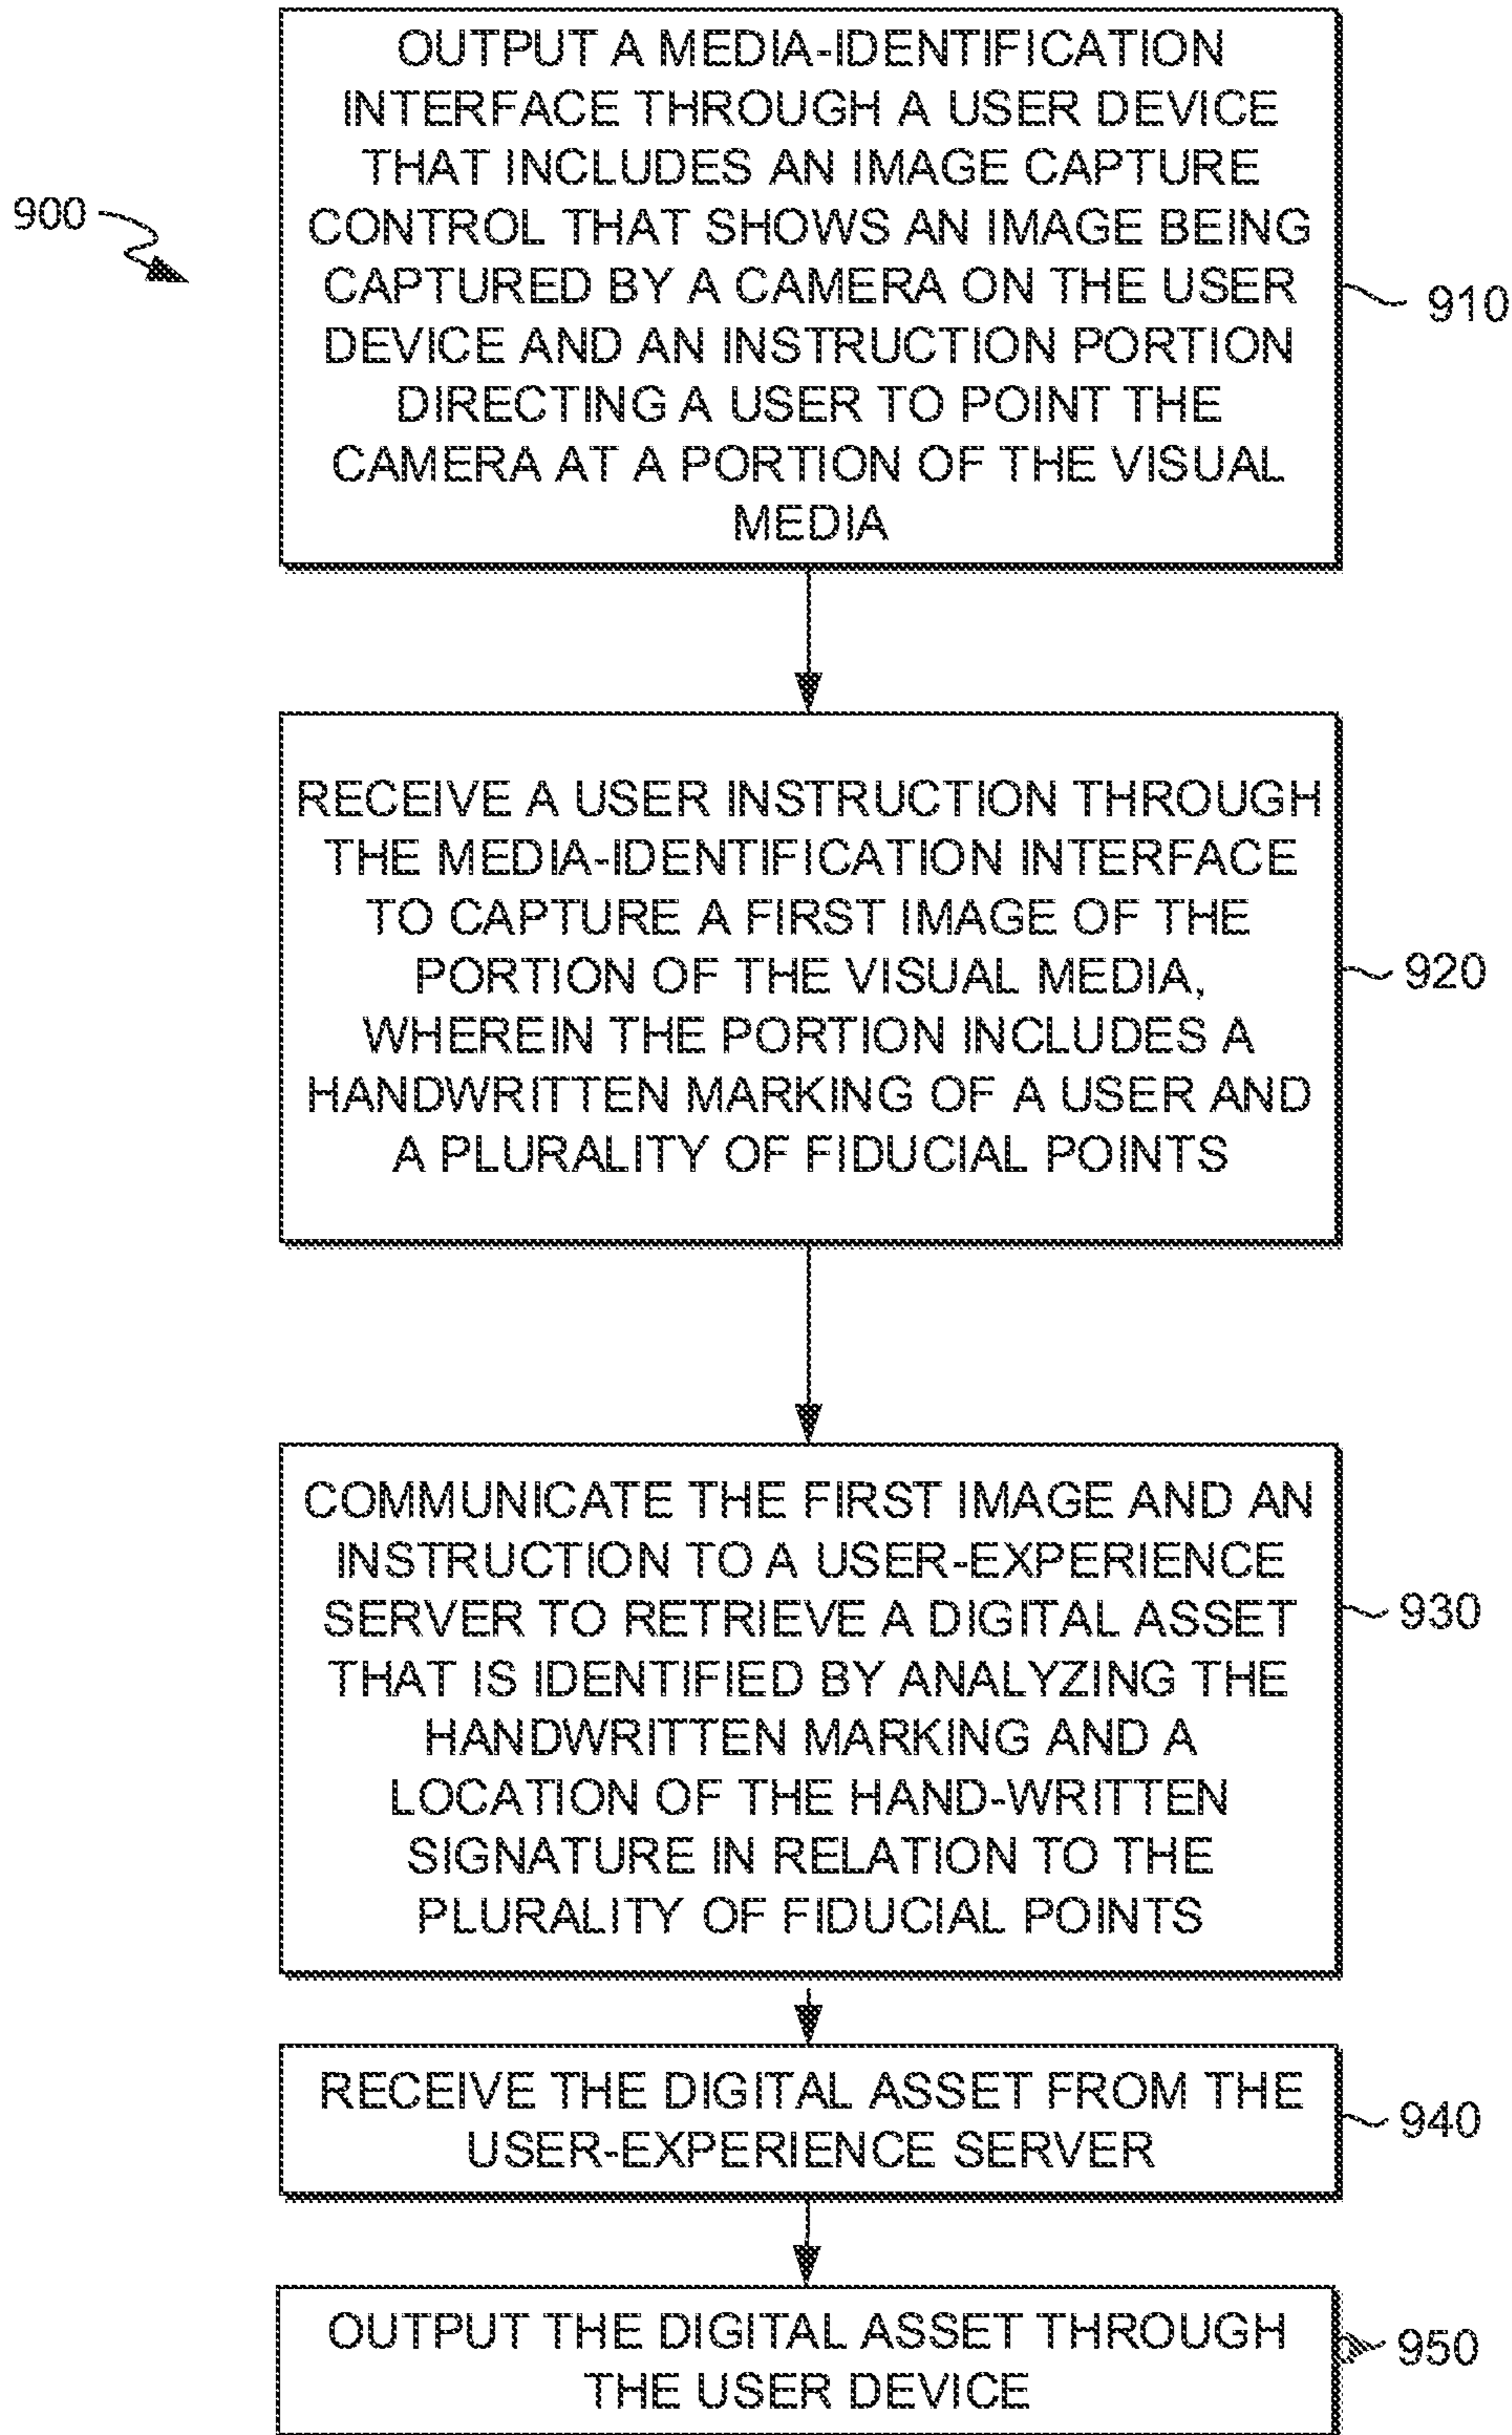 900
OUTPUT A MEDIA-IDENTIFICATION
INTERFACE THROUGH A USER DEVICE
THAT INCLUDES AN IMAGE CAPTURE
CONTROL THAT SHOWS AN IMAGE BEING
CAPTURED BY A CAMERA ON THE USER
DEVICE AND AN INSTRUCTION PORTION
DIRECTING A USER TO POINT THE
CAMERA AT A PORTION OF THE VISUAL
MEDIA
910
RECEIVE A USER INSTRUCTION THROUGH
THE MEDIA-IDENTIFICATION INTERFACE
TO CAPTURE A FIRST IMAGE OF THE
PORTION OF THE VISUAL MEDIA,
WHEREIN THE PORTION INCLUDES A
HANDWRITTEN MARKING OF A USER AND
A PLURALITY OF FIDUCIAL POINTS
920
COMMUNICATE THE FIRST IMAGE AND AN
INSTRUCTION TO A USER-EXPERIENCE
SERVER TO RETRIEVE A DIGITAL ASSET
THAT IS IDENTIFIED BY ANALYZING THE
HANDWRITTEN MARKING AND A
LOCATION OF THE HAND-WRITTEN
SIGNATURE IN RELATION TO THE
PLURALITY OF FIDUCIAL POINTS
930
RECEIVE THE DIGITAL ASSET FROM THE
USER-EXPERIENCE SERVER
940
OUTPUT THE DIGITAL ASSET THROUGH
THE USER DEVICE
950